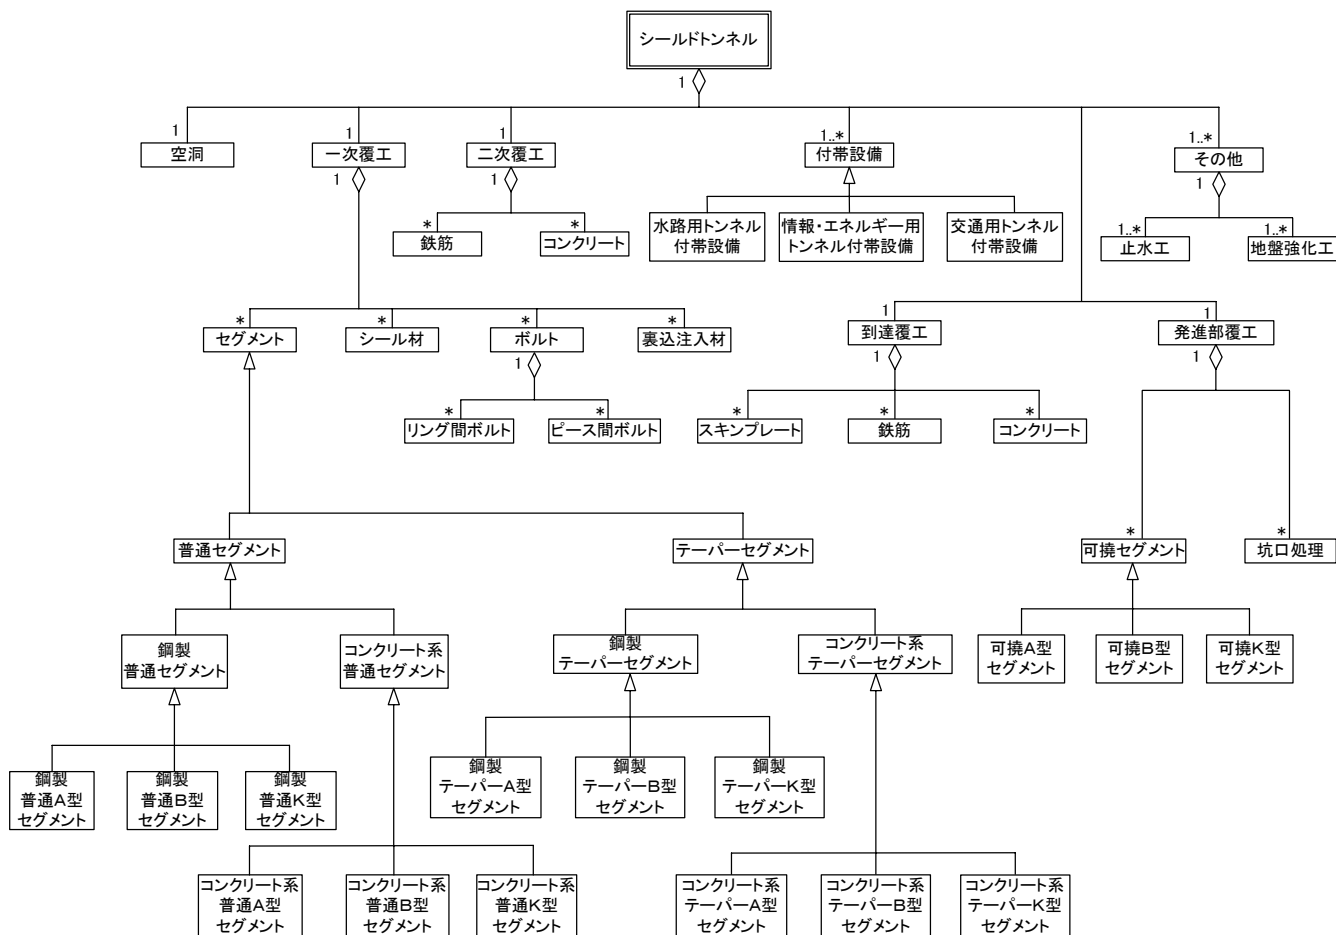 シールドトンネル
1
1
空洞
1
一次覆工
1
1
二次覆工
1
1..*
付帯設備
1..*
その他
1
*
鉄筋
*
コンクリート
水路用トンネル
付帯設備
情報・エネルギー用
トンネル付帯設備
交通用トンネル
付帯設備
1..*
止水工
1..*
地盤強化工
*
セグメント
*
シール材
*
ボルト
1
*
裏込注入材
1
到達覆工
1
1
発進部覆工
1
*
リング間ボルト
*
ピース間ボルト
*
スキンプレート
*
鉄筋
*
コンクリート
普通セグメント
テーパーセグメント
*
可撓セグメント
*
坑口処理
鋼製
普通セグメント
コンクリート系
普通セグメント
鋼製
テーパーセグメント
コンクリート系
テーパーセグメント
可撓A型
セグメント
可撓B型
セグメント
可撓K型
セグメント
鋼製
普通A型
セグメント
鋼製
普通B型
セグメント
鋼製
普通K型
セグメント
鋼製
テーパーA型
セグメント
鋼製
テーパーB型
セグメント
鋼製
テーパーK型
セグメント
コンクリート系
普通A型
セグメント
コンクリート系
普通B型
セグメント
コンクリート系
普通K型
セグメント
コンクリート系
テーパーA型
セグメント
コンクリート系
テーパーB型
セグメント
コンクリート系
テーパーK型
セグメント